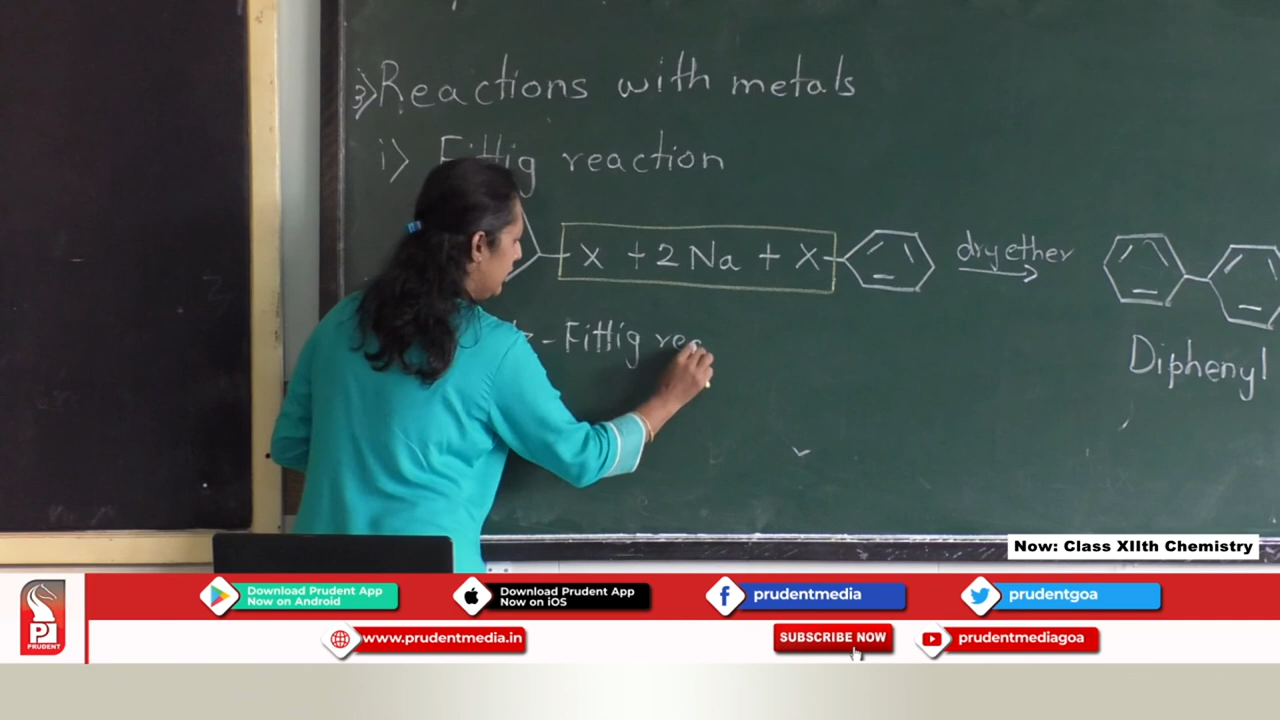 3) Reactions with metals
i) Fittig reaction
X + 2 Na + X
dry ether
Diphenyl
- Fittig
Now: Class XIIth Chemistry
Download Prudent App
Now on Android
Download Prudent App
Now on iOS
prudentmedia
prudentgoa
PRUDENT
www.prudentmedia.in
SUBSCRIBE NOW
prudentmediagoa